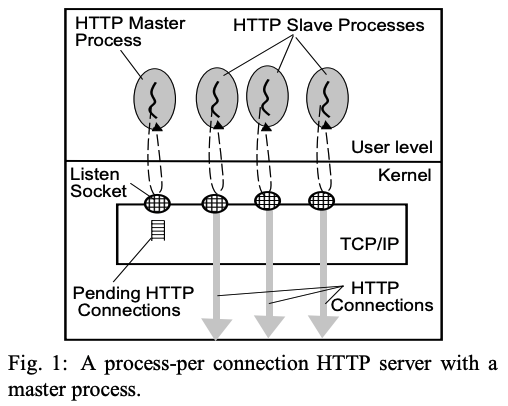 HTTP Master
Process
HTTP Slave Processes
User level
Kernel
Listen
Socket
TCP/IP
Pending HTTP
Connections
HTTP
Connections
Fig. 1: A process-per connection HTTP server with a
master process.